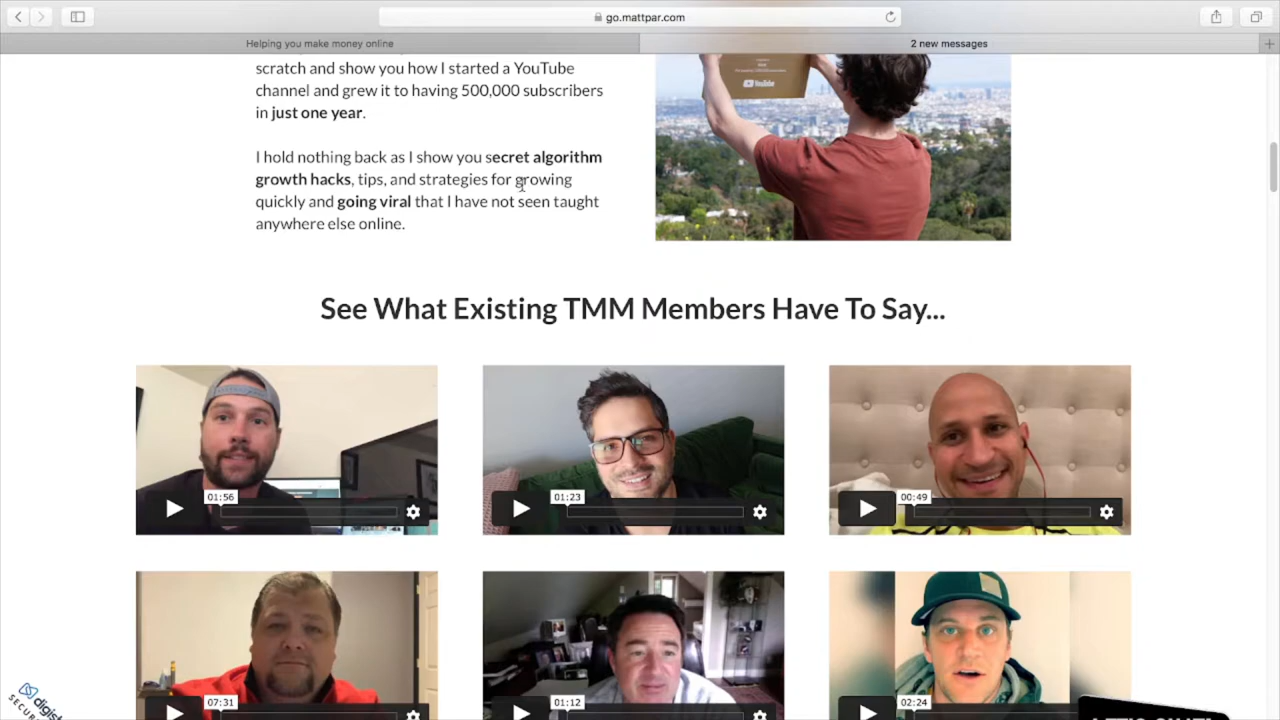 go.mattpar.com
Helping you make money online
2 new messages
scratch and show you how I started a YouTube
channel and grew it to having 500,000 subscribers
in just one year.
I hold nothing back as I show you secret algorithm
growth hacks, tips, and strategies for growing
quickly and going viral that I have not seen taught
anywhere else online.
YouTube
See What Existing TMM Members Have To Say...
01:56
01:23
00:49
07:31
01:12
02:24